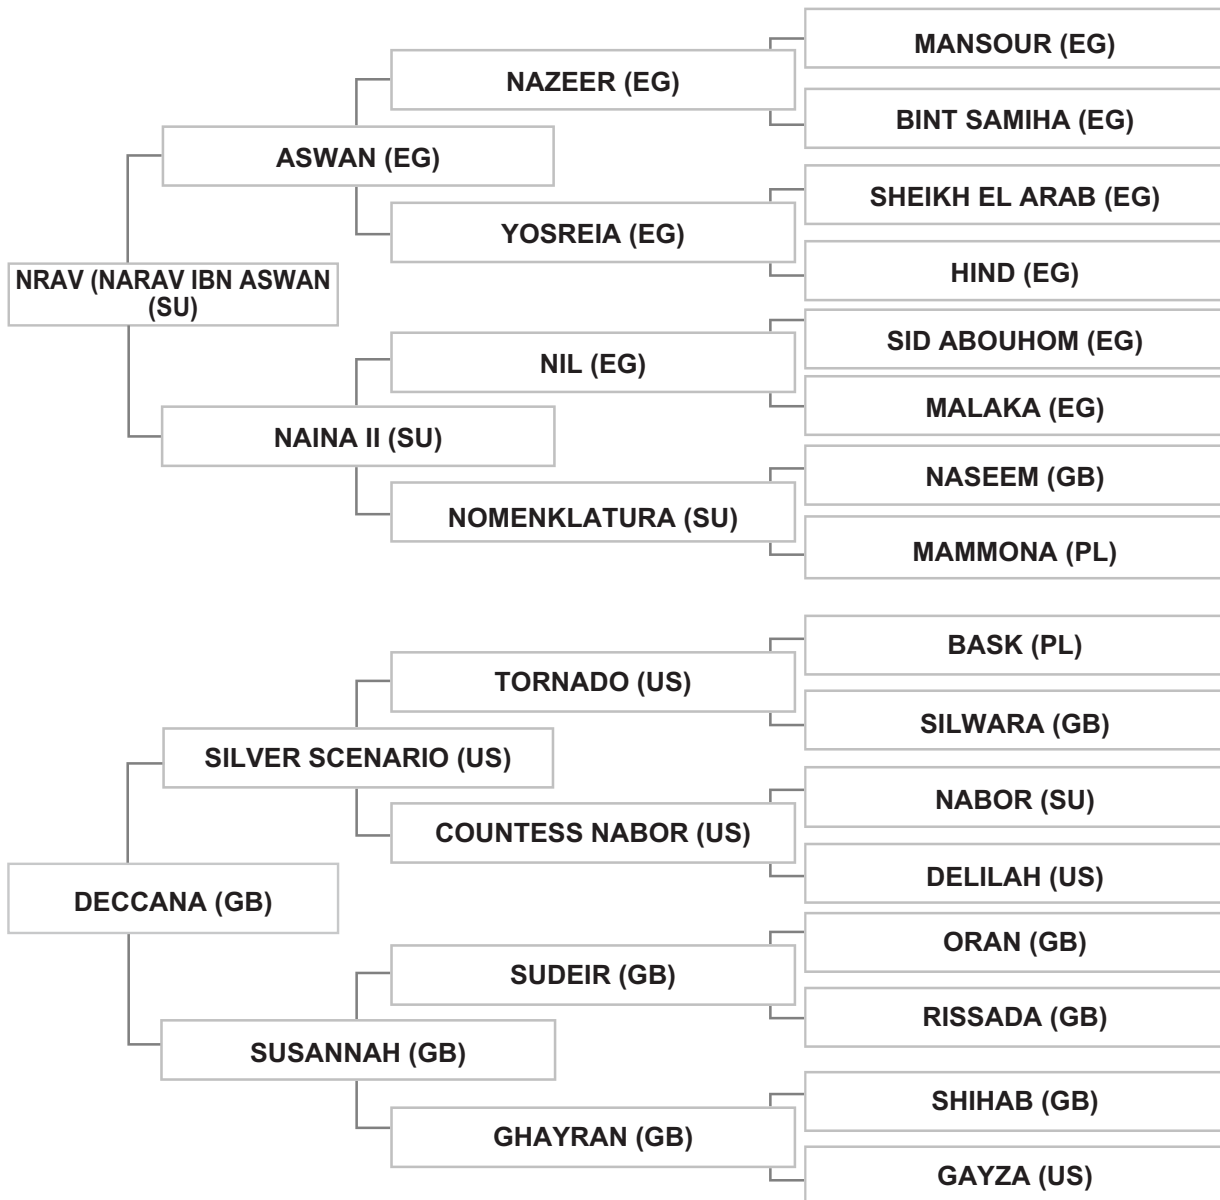 MANSOUR (EG)
NAZEER (EG)
BINT SAMIHA (EG)
ASWAN (EG)
SHEIKH EL ARAB (EG)
YOSREIA (EG)
HIND (EG)
NRAV (NARAV IBN ASWAN
(SU)
SID ABOUHOM (EG)
NIL (EG)
MALAKA (EG)
NAINA II (SU)
NASEEM (GB)
NOMENKLATURA (SU)
MAMMONA (PL)
BASK (PL)
TORNADO (US)
SILWARA (GB)
SILVER SCENARIO (US)
NABOR (SU)
COUNTESS NABOR (US)
DELILAH (US)
DECCANA (GB)
ORAN (GB)
SUDEIR (GB)
RISSADA (GB)
SUSANNAH (GB)
SHIHAB (GB)
GHAYRAN (GB)
GAYZA (US)